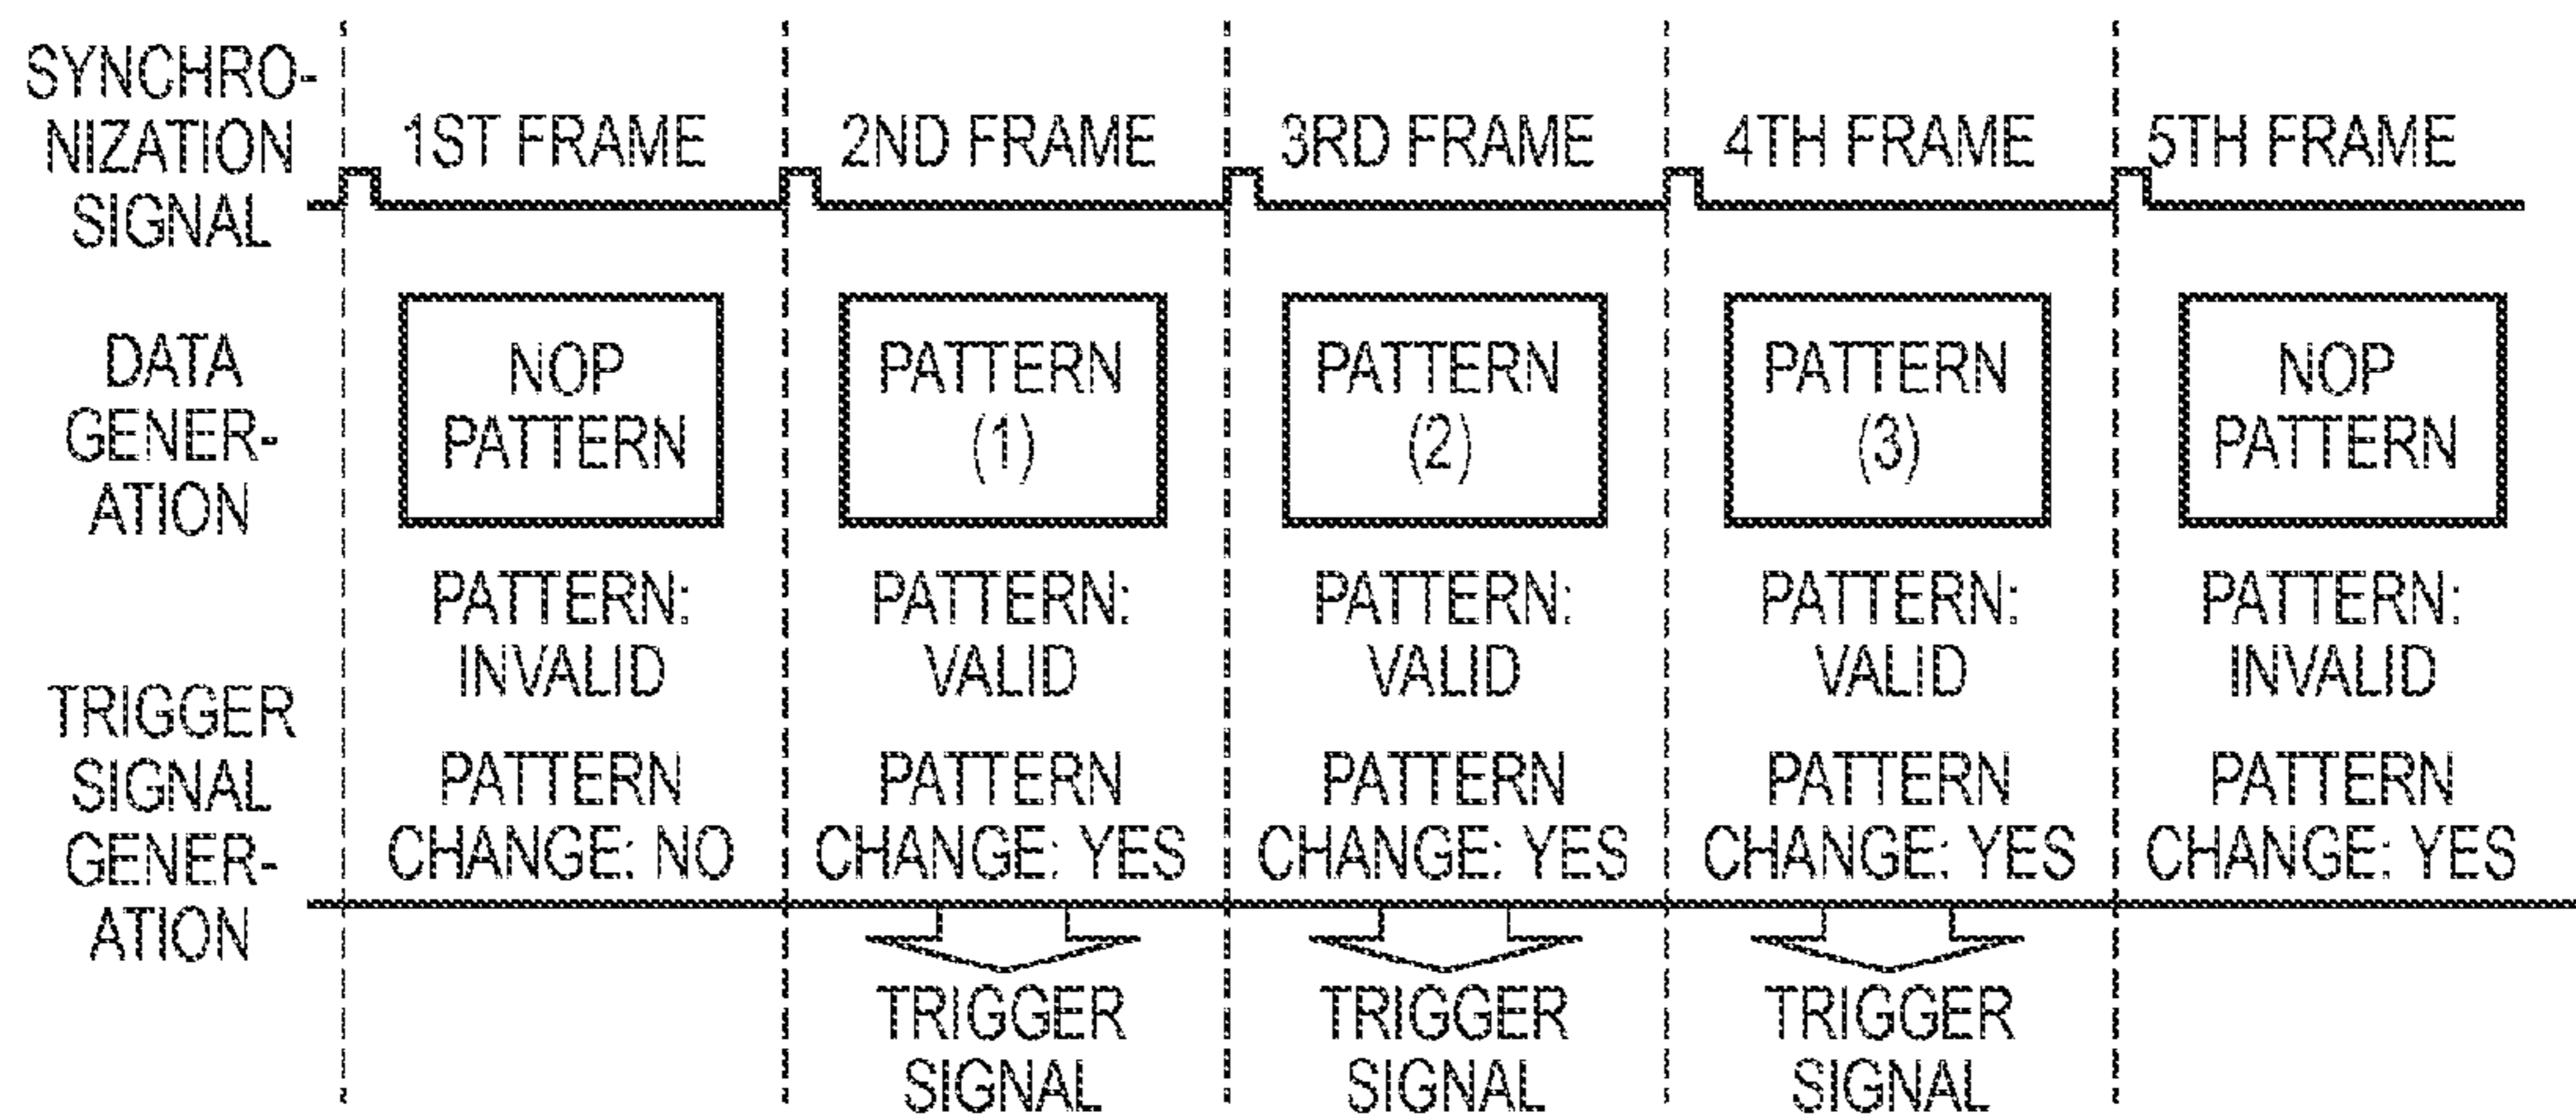 SYNCHRO-
NIZATION
SIGNAL
1ST FRAME
2ND FRAME
3RD FRAME
4TH FRAME
5TH FRAME
DATA
GENER-
ATION
NOP
PATTERN
PATTERN
(1)
PATTERN
(2)
PATTERN
(3)
NOP
PATTERN
TRIGGER
SIGNAL
GENER-
ATION
PATTERN:
INVALID
PATTERN
CHANGE: NO
PATTERN:
VALID
PATTERN
CHANGE: YES
TRIGGER
SIGNAL
PATTERN:
VALID
PATTERN
CHANGE: YES
TRIGGER
SIGNAL
PATTERN:
VALID
PATTERN
CHANGE: YES
TRIGGER
SIGNAL
PATTERN:
INVALID
PATTERN
CHANGE: YES